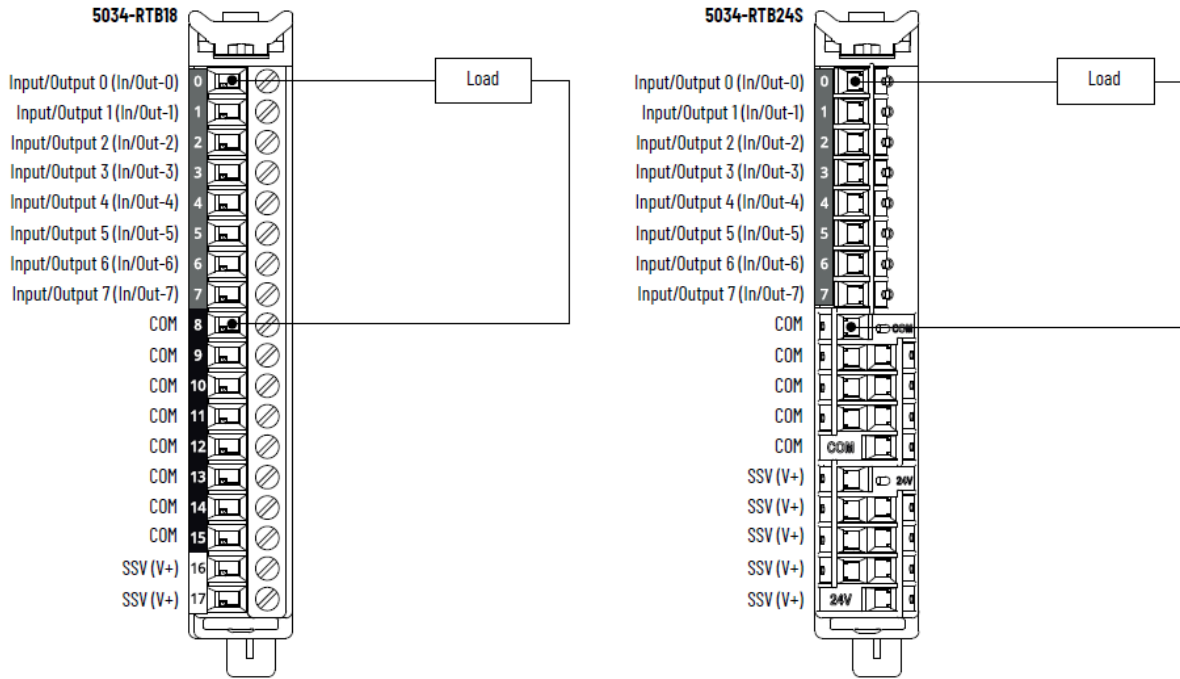 5034-RTB18
Input/Output 0 (In/Out-0) 0
Load
Input/Output 1 (In/Out-1) 1
Input/Output 2 (In/Out-2) 2
Input/Output 3 (In/Out-3) 3
Input/Output 4 (In/Out-4) 4
Input/Output 5 (In/Out-5) 5
Input/Output 6 (In/Out-6) 6
Input/Output 7 (In/Out-7) 7
COM 8
COM 9
COM 10
COM 11
COM 12
COM 13
COM 14
COM 15
SSV (V+) 16
SSV (V+) 17
5034-RTB24S
Input/Output 0 (In/Out-0) 0
Load
Input/Output 1 (In/Out-1) 1
Input/Output 2 (In/Out-2) 2
Input/Output 3 (In/Out-3) 3
Input/Output 4 (In/Out-4) 4
Input/Output 5 (In/Out-5) 5
Input/Output 6 (In/Out-6) 6
Input/Output 7 (In/Out-7) 7
COM COM
COM
COM
COM
COM COM
SSV (V+) 24V
SSV (V+)
SSV (V+)
SSV (V+)
SSV (V+) 24V